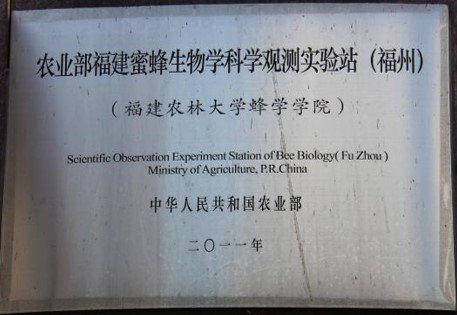 农业部福建蜜蜂生物学科学观测实验站（福州）
（福建农林大学蜂学学院）
Scientific Observation Experiment Station of Bee Biology( Fu Zhou )
Ministry of Agriculture, P.R.China
中华人民共和国农业部
二〇一一年